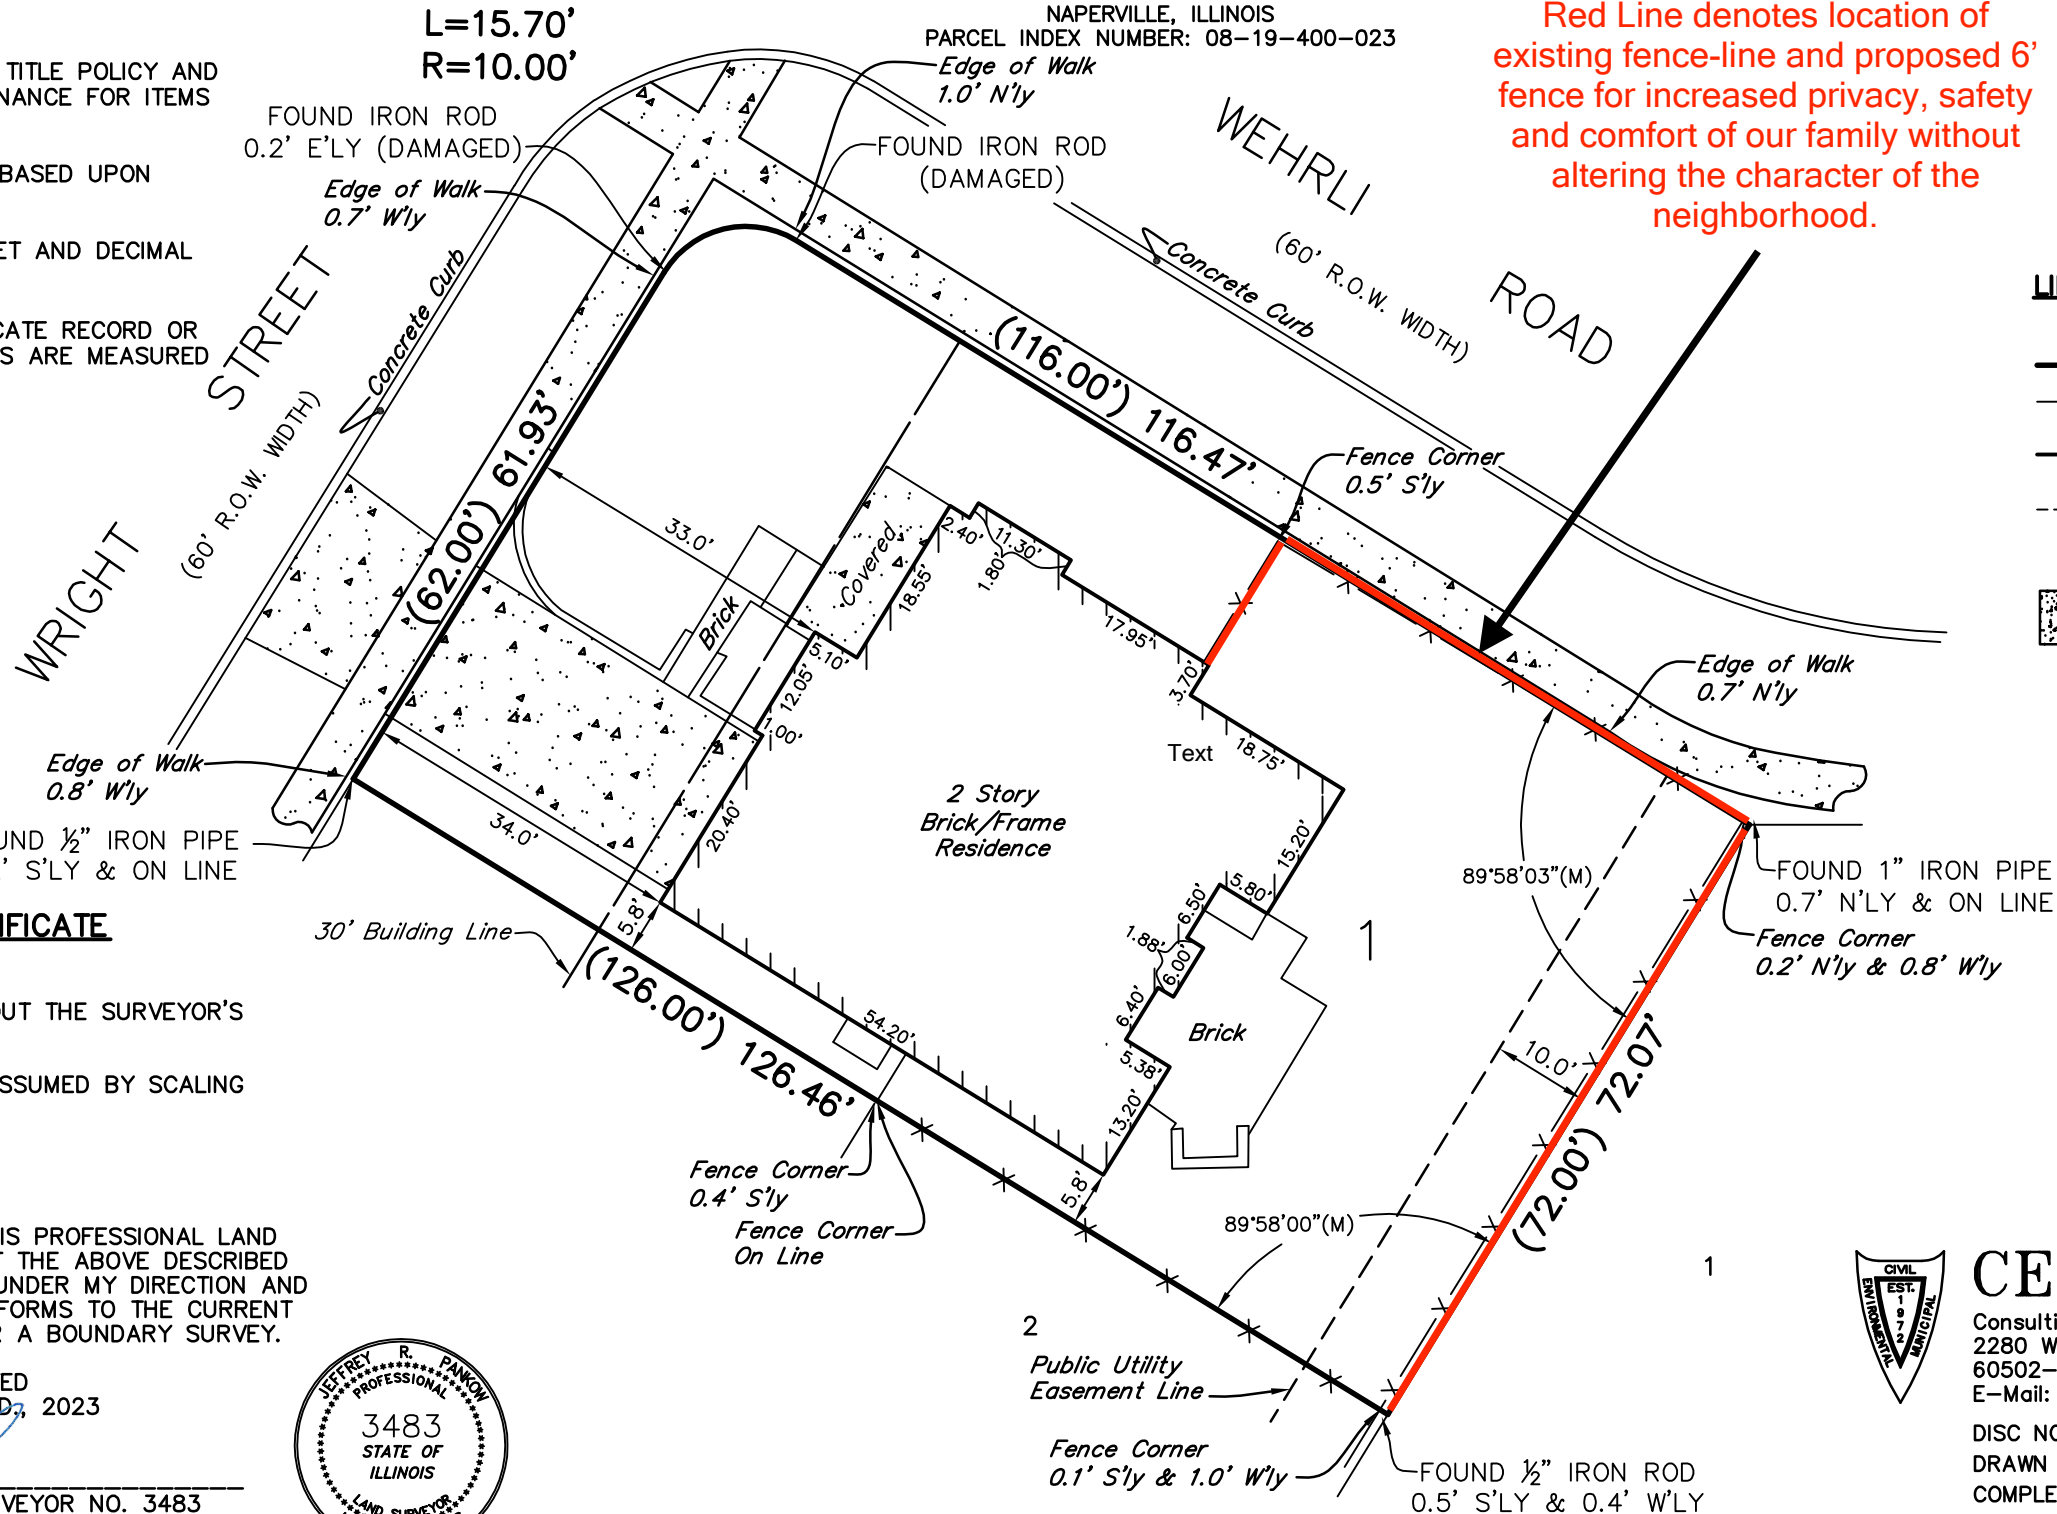 L=15.70'
R=10.00'
NAPERVILLE, ILLINOIS
PARCEL INDEX NUMBER: 08-19-400-023
Red Line denotes location of
existing fence-line and proposed 6'
fence for increased privacy, safety
and comfort of our family without
altering the character of the
neighborhood.
TITLE POLICY AND
FOR ITEMS
BASED UPON
AND DECIMAL
RECORD OR
ARE MEASURED
FOUND IRON ROD
0.2' E'LY (DAMAGED)
Edge of Walk
0.7' W'ly
Edge of Walk
1.0' N'ly
FOUND IRON ROD
(DAMAGED)
WEHRLI
ROAD
(60' R.O.W. WIDTH)
Concrete Curb
WRIGHT
STREET
(60' R.O.W. WIDTH)
Concrete Curb
(62.00') 61.93'
(116.00') 116.47'
Fence Corner
0.5' S'ly
33.0'
Brick
Covered
2.40'
11.30'
1.80'
18.55'
17.95'
5.10'
12.05'
1.00'
3.70'
18.75'
Text
Edge of Walk
0.7' N'ly
Edge of Walk
0.8' W'ly
½" IRON PIPE
S'LY & ON LINE
34.0'
20.40'
2 Story
Brick/Frame
Residence
15.20'
5.80'
6.50'
1.88'
6.00'
6.40'
5.38'
13.20'
Brick
1
89°58'03"(M)
FOUND 1" IRON PIPE
0.7' N'LY & ON LINE
Fence Corner
0.2' N'ly & 0.8' W'ly
30' Building Line
5.8'
54.20'
(126.00') 126.46'
10.0'
(72.00') 72.07'
THE SURVEYOR'S
BY SCALING
Fence Corner
0.4' S'ly
Fence Corner
On Line
5.8'
89°58'00"(M)
1
2
Public Utility
Easement Line
Fence Corner
0.1' S'ly & 1.0' W'ly
FOUND ½" IRON ROD
0.5' S'LY & 0.4' W'LY
PROFESSIONAL LAND
THE ABOVE DESCRIBED
UNDER MY DIRECTION AND
TO THE CURRENT
A BOUNDARY SURVEY.
2023
NO. 3483
JEFFREY R. PANKOW
PROFESSIONAL
3483
STATE OF
ILLINOIS
LAND SURVEYOR
CIVIL
EST.
1972
ENVIRONMENTAL
MUNICIPAL
CE
2280 W
60502-
E-Mail:
DISC
DRAWN